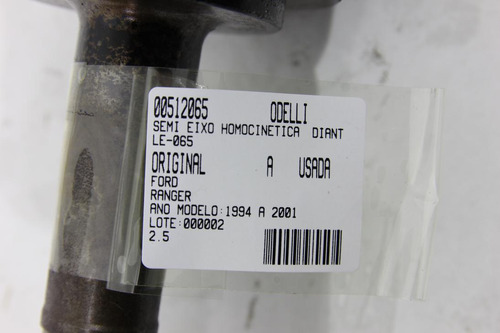 00512065 ODELLI
SEMI EIXO HOMOCINETICA DIANT
LE-065
ORIGINAL A USADA
FORD
RANGER
ANO MODELO:1994 A 2001
LOTE:000002
2.5